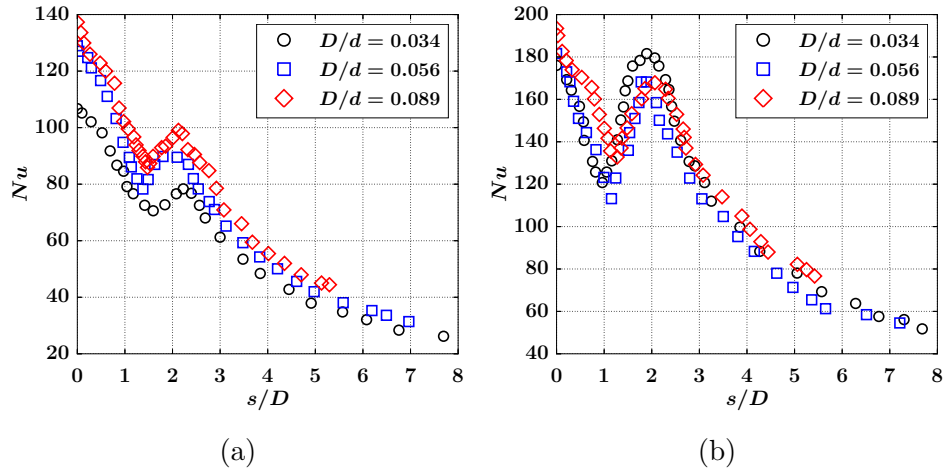 140
120
100
80
60
40
20
Nu
0 1 2 3 4 5 6 7 8
s/D
D/d = 0.034
D/d = 0.056
D/d = 0.089
(a)
200
180
160
140
120
100
80
60
40
Nu
0 1 2 3 4 5 6 7 8
s/D
D/d = 0.034
D/d = 0.056
D/d = 0.089
(b)